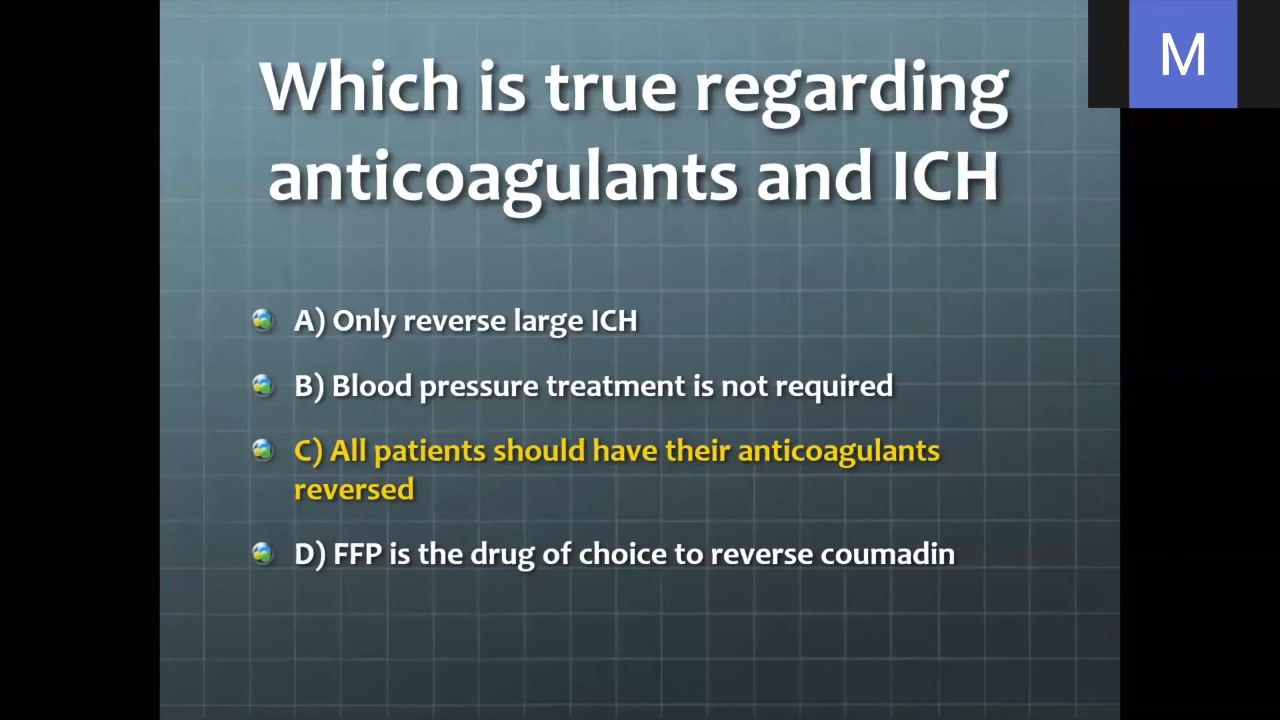 Which is true regarding
anticoagulants and ICH
M
A) Only reverse large ICH
B) Blood pressure treatment is not required
C) All patients should have their anticoagulants
reversed
D) FFP is the drug of choice to reverse coumadin